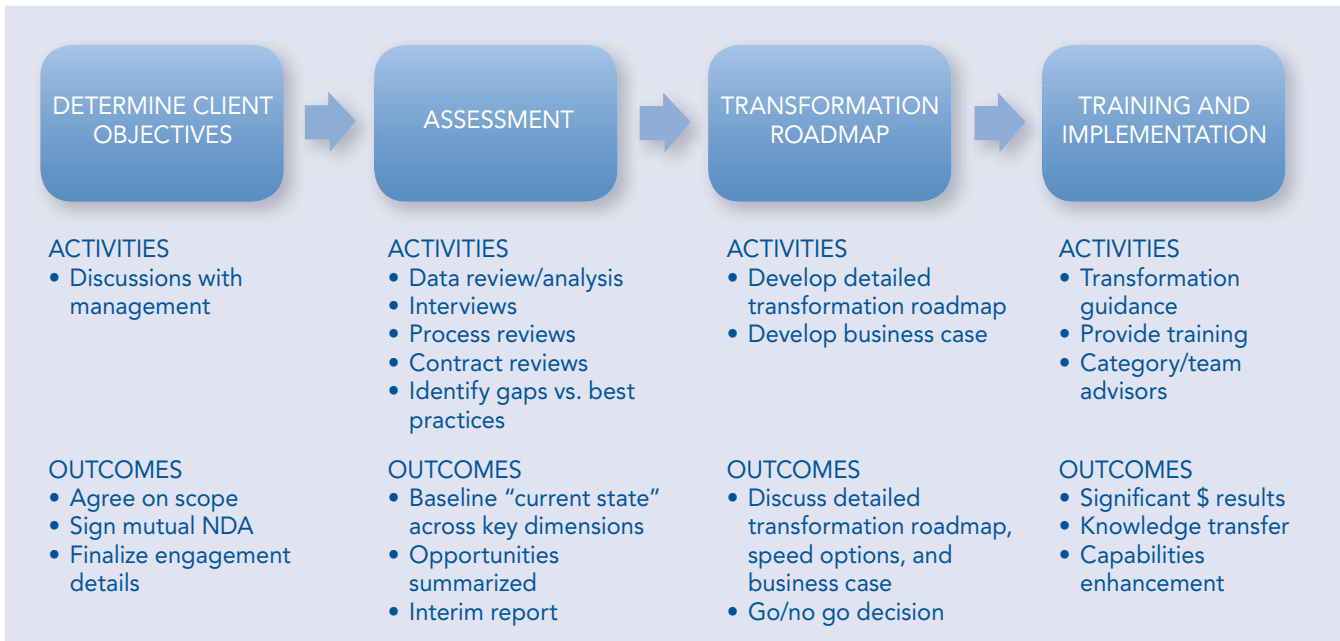 DETERMINE CLIENT
OBJECTIVES
ASSESSMENT
TRANSFORMATION
ROADMAP
TRAINING AND
IMPLEMENTATION
ACTIVITIES
• Discussions with
management
OUTCOMES
• Agree on scope
• Sign mutual NDA
• Finalize engagement
details
ACTIVITIES
• Data review/analysis
• Interviews
• Process reviews
• Contract reviews
• Identify gaps vs. best
practices
OUTCOMES
• Baseline “current state”
across key dimensions
• Opportunities
summarized
• Interim report
ACTIVITIES
• Develop detailed
transformation roadmap
• Develop business case
OUTCOMES
• Discuss detailed
transformation roadmap,
speed options, and
business case
• Go/no go decision
ACTIVITIES
• Transformation
guidance
• Provide training
• Category/team
advisors
OUTCOMES
• Significant $ results
• Knowledge transfer
• Capabilities
enhancement